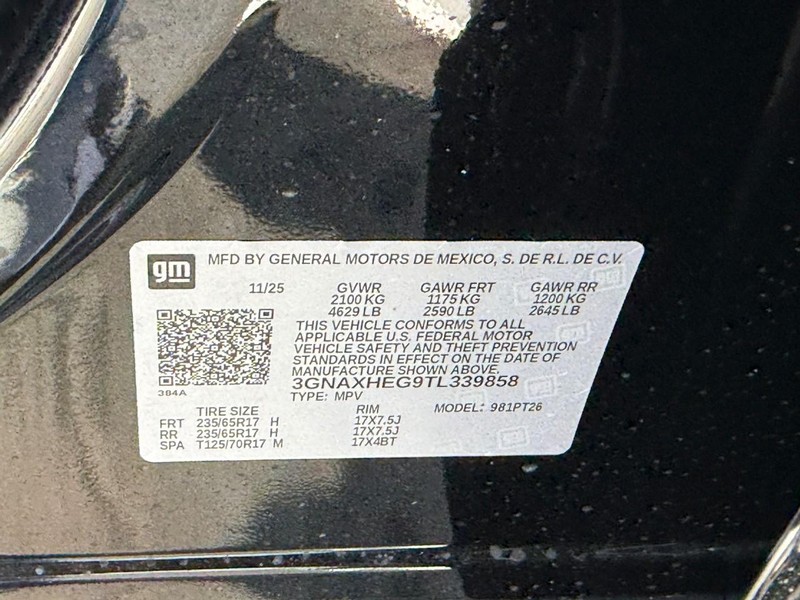 gm MFD BY GENERAL MOTORS DE MEXICO, S. DE R.L. DE C.V.
11/25 GVWR GAWR FRT GAWR RR
2100 KG 1175 KG 1200 KG
4629 LB 2590 LB 2645 LB
THIS VEHICLE CONFORMS TO ALL
APPLICABLE U.S. FEDERAL MOTOR
VEHICLE SAFETY AND THEFT PREVENTION
STANDARDS IN EFFECT ON THE DATE OF
MANUFACTURE SHOWN ABOVE.
3GNAXHEG9TL339858
384A
TYPE: MPV
TIRE SIZE RIM MODEL: 981PT26
FRT 235/65R17 H 17X7.5J
RR 235/65R17 H 17X7.5J
SPA T125/70R17 M 17X4BT